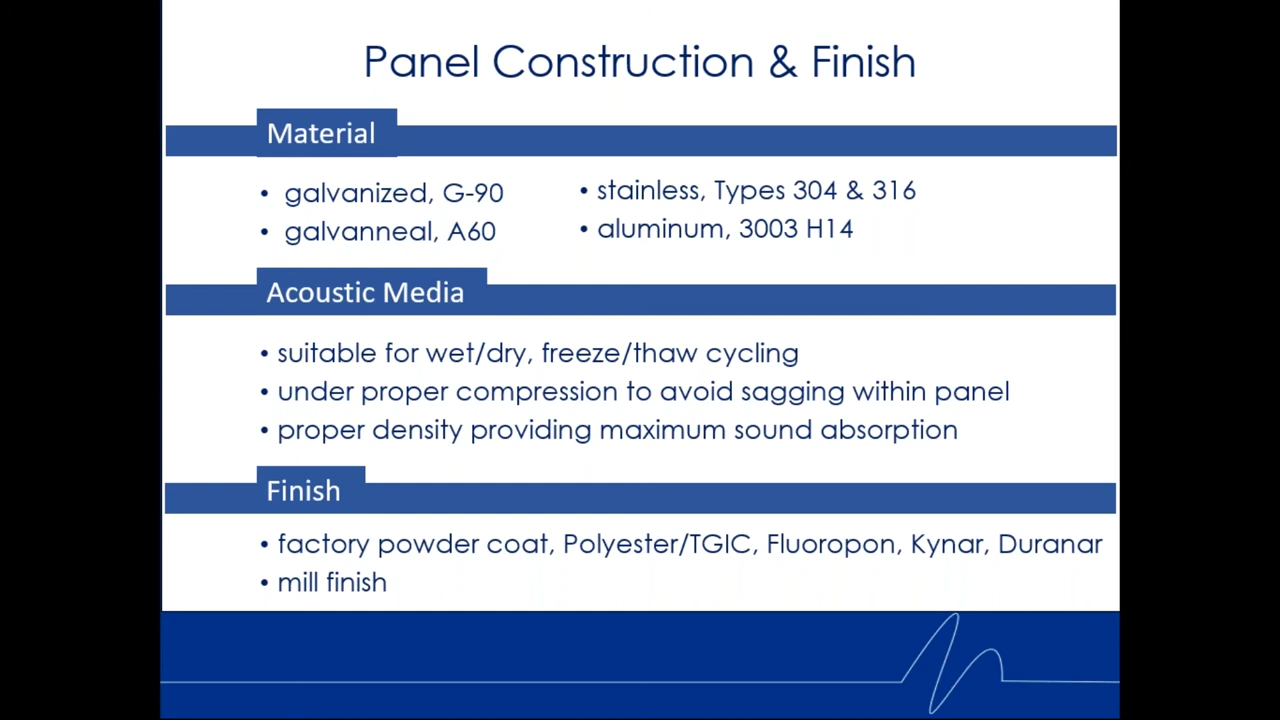 Panel Construction & Finish
Material
• galvanized, G-90
• galvanneal, A60
• stainless, Types 304 & 316
• aluminum, 3003 H14
Acoustic Media
• suitable for wet/dry, freeze/thaw cycling
• under proper compression to avoid sagging within panel
• proper density providing maximum sound absorption
Finish
• factory powder coat, Polyester/TGIC, Fluoropon, Kynar, Duranar
• mill finish